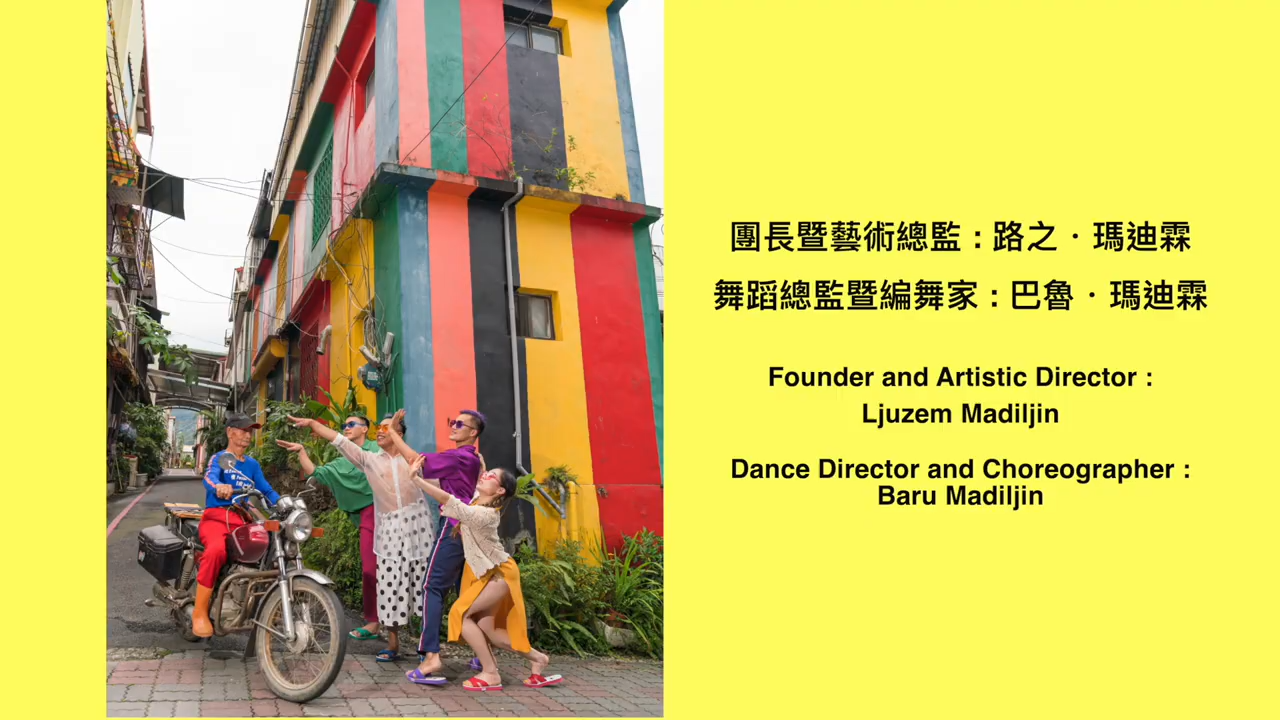 團長暨藝術總監：路之．瑪迪霖
舞蹈總監暨編舞家：巴魯．瑪迪霖
Founder and Artistic Director :
Ljuzem Madiljin
Dance Director and Choreographer :
Baru Madiljin